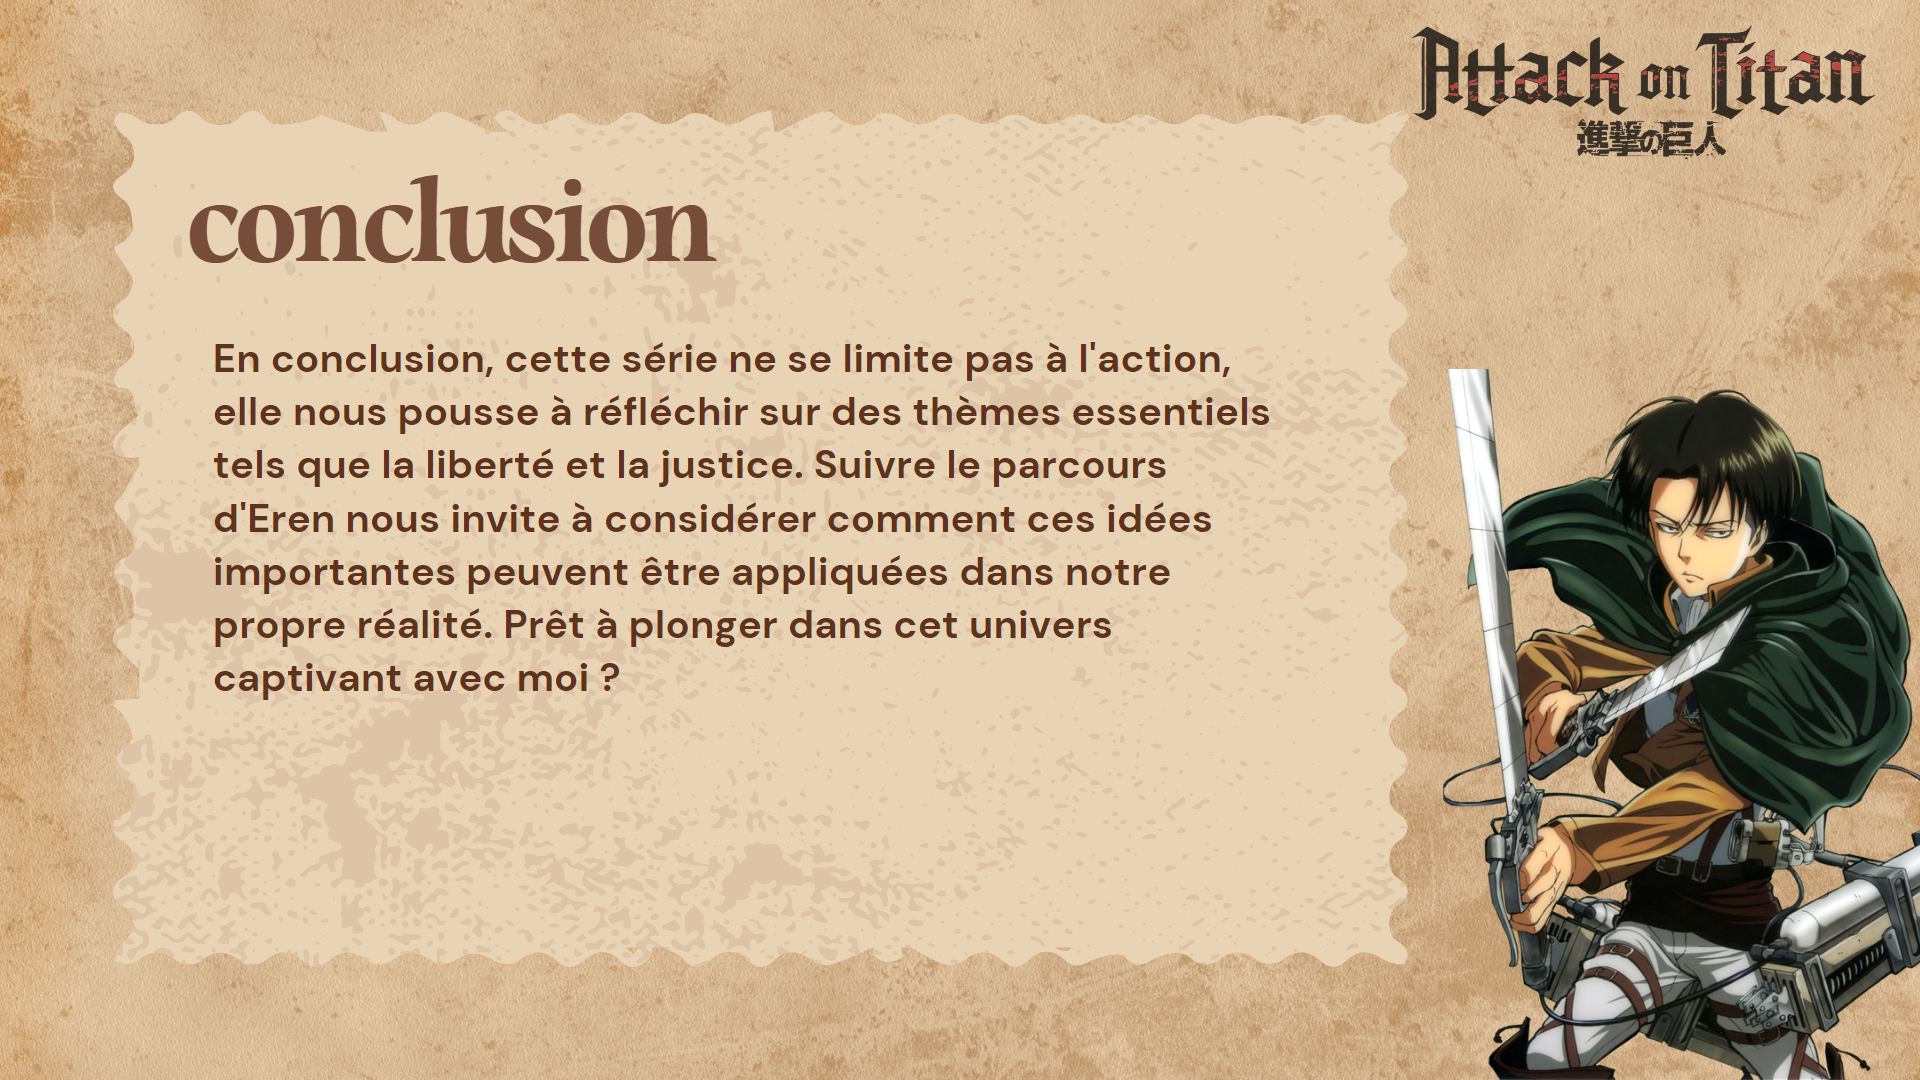 Attack on Titan
進撃の巨人
conclusion
En conclusion, cette série ne se limite pas à l'action,
elle nous pousse à réfléchir sur des thèmes essentiels
tels que la liberté et la justice. Suivre le parcours
d'Eren nous invite à considérer comment ces idées
importantes peuvent être appliquées dans notre
propre réalité. Prêt à plonger dans cet univers
captivant avec moi ?